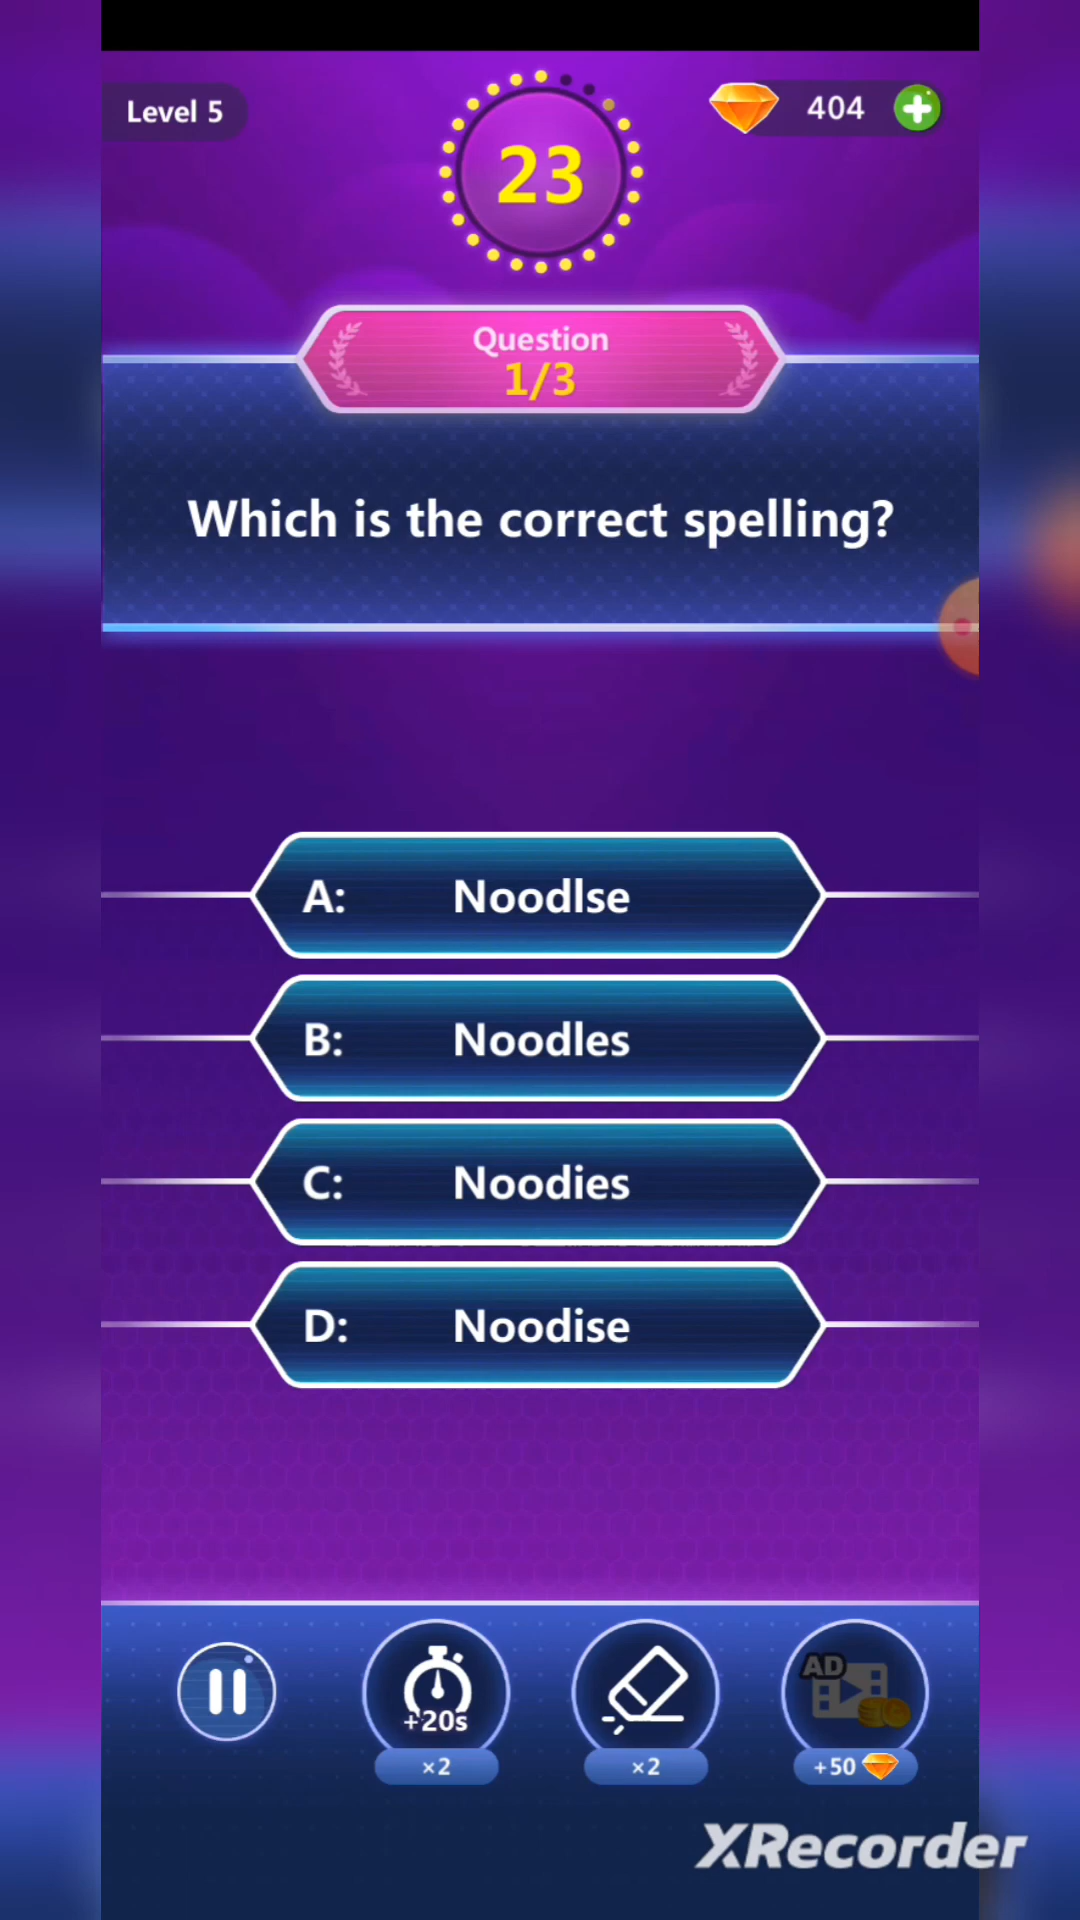 Level 5
23
404
Question
1/3
Which is the correct spelling?
A: Noodlse
B: Noodles
C: Noodies
D: Noodise
+20s
×2
×2
AD
+50
XRecorder